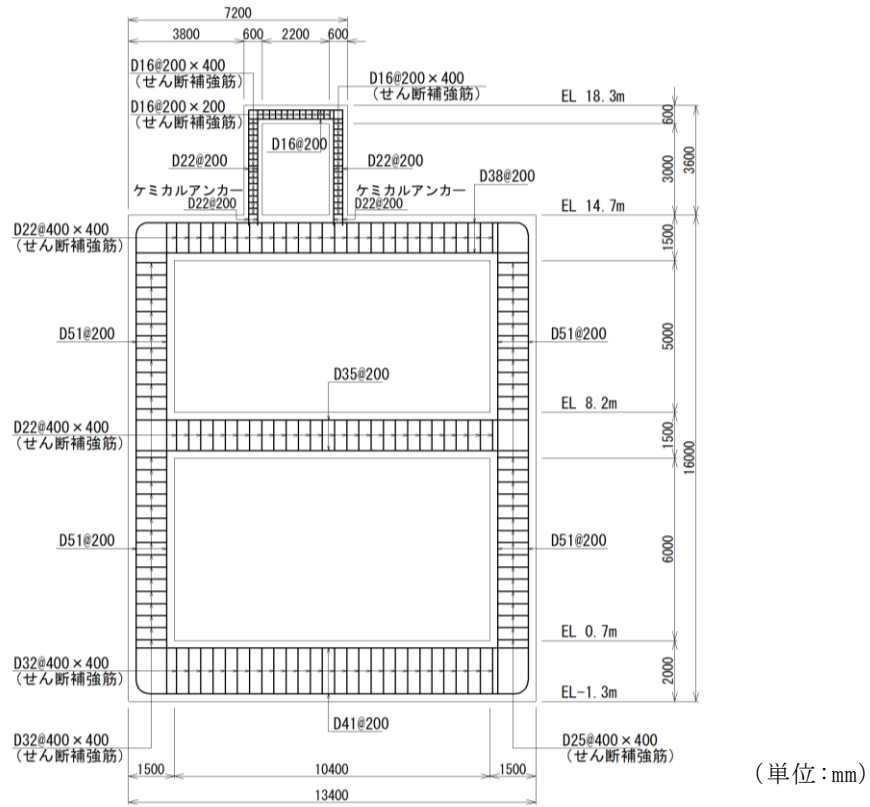 7200
3800
600
2200
600
D16@200×400
(せん断補強筋)
D16@200×400
(せん断補強筋)
EL 18.3m
D16@200×200
(せん断補強筋)
600
D16@200
3000
3600
D22@200
D22@200
D38@200
ケミカルアンカー
D22@200
ケミカルアンカー
D22@200
EL 14.7m
D22@400×400
(せん断補強筋)
1500
D51@200
D51@200
5000
D35@200
EL 8.2m
D22@400×400
(せん断補強筋)
1500
16000
D51@200
D51@200
6000
EL 0.7m
D32@400×400
(せん断補強筋)
2000
EL-1.3m
D41@200
D32@400×400
(せん断補強筋)
D25@400×400
(せん断補強筋)
1500
10400
1500
13400
(単位:mm)